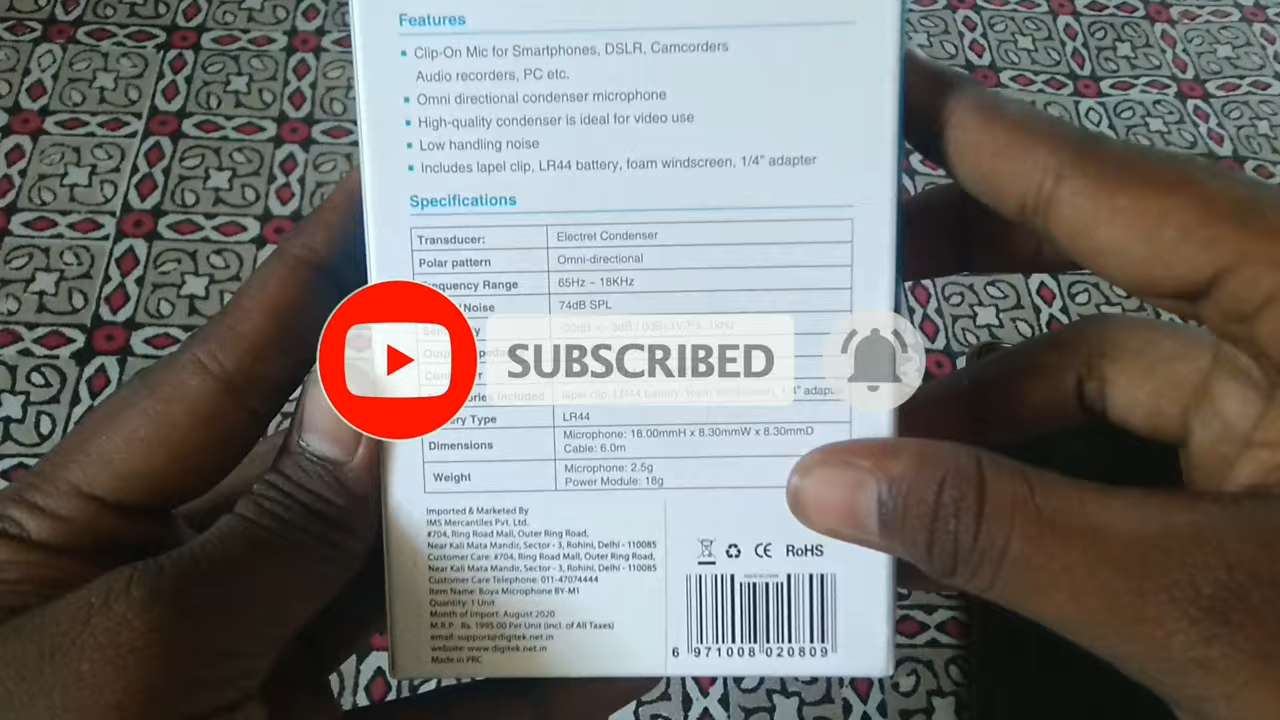 Features
Clip-On Mic for Smartphones, DSLR, Camcorders
Audio recorders, PC etc.
Omni directional condenser microphone
High-quality condenser is ideal for video use
Low handling noise
Includes lapel clip, LR44 battery, foam windscreen, 1/4" adapter
Specifications
Transducer: Electret Condenser
Polar pattern Omni-directional
Frequency Range 65Hz ~ 18KHz
Noise 74dB SPL
SUBSCRIBED
Included lapel clip, LR44 battery, foam windscreen,
Type LR44
Dimensions Microphone: 18.00mmH x 8.30mmW x 8.30mmD
Cable: 6.0m
Weight Microphone: 2.5g
Power Module: 18g
Imported & Marketed By
IMS Mercantiles Pvt. Ltd.
#704, Ring Road Mall, Outer Ring Road,
Near Kali Mata Mandir, Sector - 3, Rohini, Delhi - 110085
Customer Care: #704, Ring Road Mall, Outer Ring Road,
Near Kali Mata Mandir, Sector - 3, Rohini, Delhi - 110085
Customer Care Telephone: 011-47074444
Item Name: Boya Microphone BY-M1
Quantity: 1 Unit
Month of Import: August 2020
M.R.P.: Rs. 1995.00 Per Unit (Incl. of All Taxes)
email: support@digitek.net.in
website: www.digitek.net.in
Made in PRC
CE RoHS
6 971008 020809